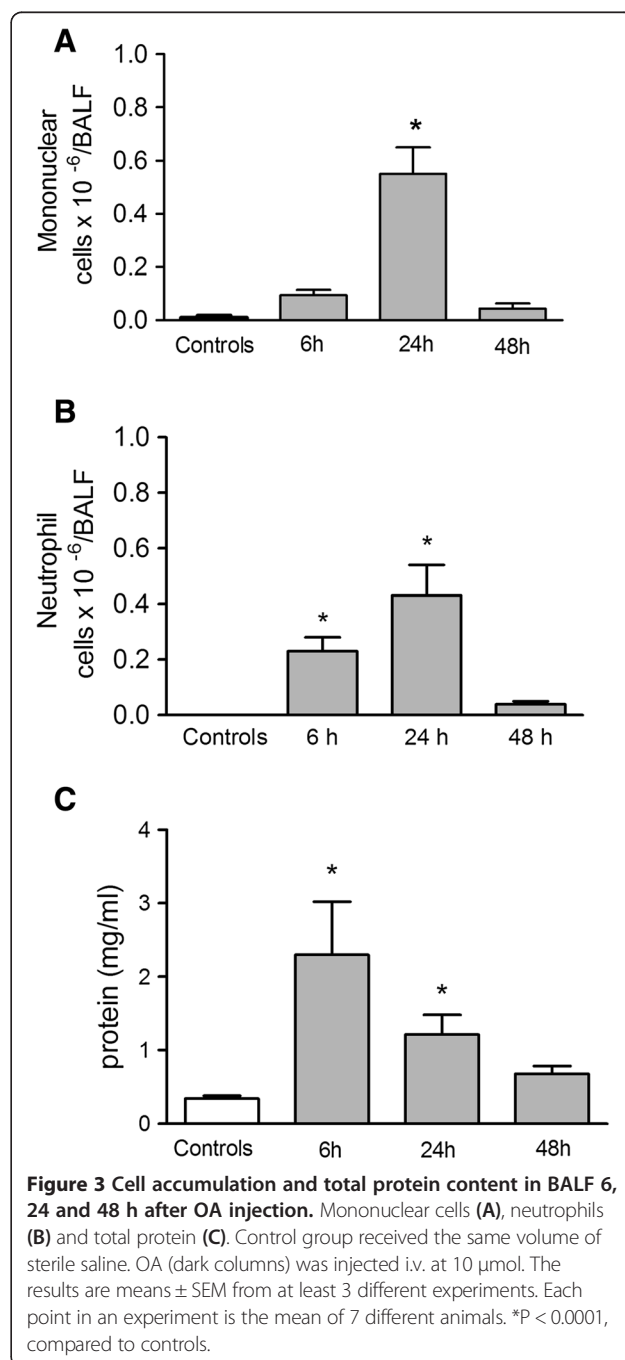 A
Mononuclear
cells x 10 -6/BALF
1.0
0.8
0.6
0.4
0.2
0.0
*
Controls 6h 24h 48h
B
Neutrophil
cells x 10 -6/BALF
1.0
0.8
0.6
0.4
0.2
0.0
* *
Controls 6 h 24 h 48 h
C
protein (mg/ml)
4
3
2
1
0
* *
Controls 6h 24h 48h
Figure 3 Cell accumulation and total protein content in BALF 6,
24 and 48 h after OA injection. Mononuclear cells (A), neutrophils
(B) and total protein (C). Control group received the same volume of
sterile saline. OA (dark columns) was injected i.v. at 10 μmol. The
results are means ± SEM from at least 3 different experiments. Each
point in an experiment is the mean of 7 different animals. *P < 0.0001,
compared to controls.